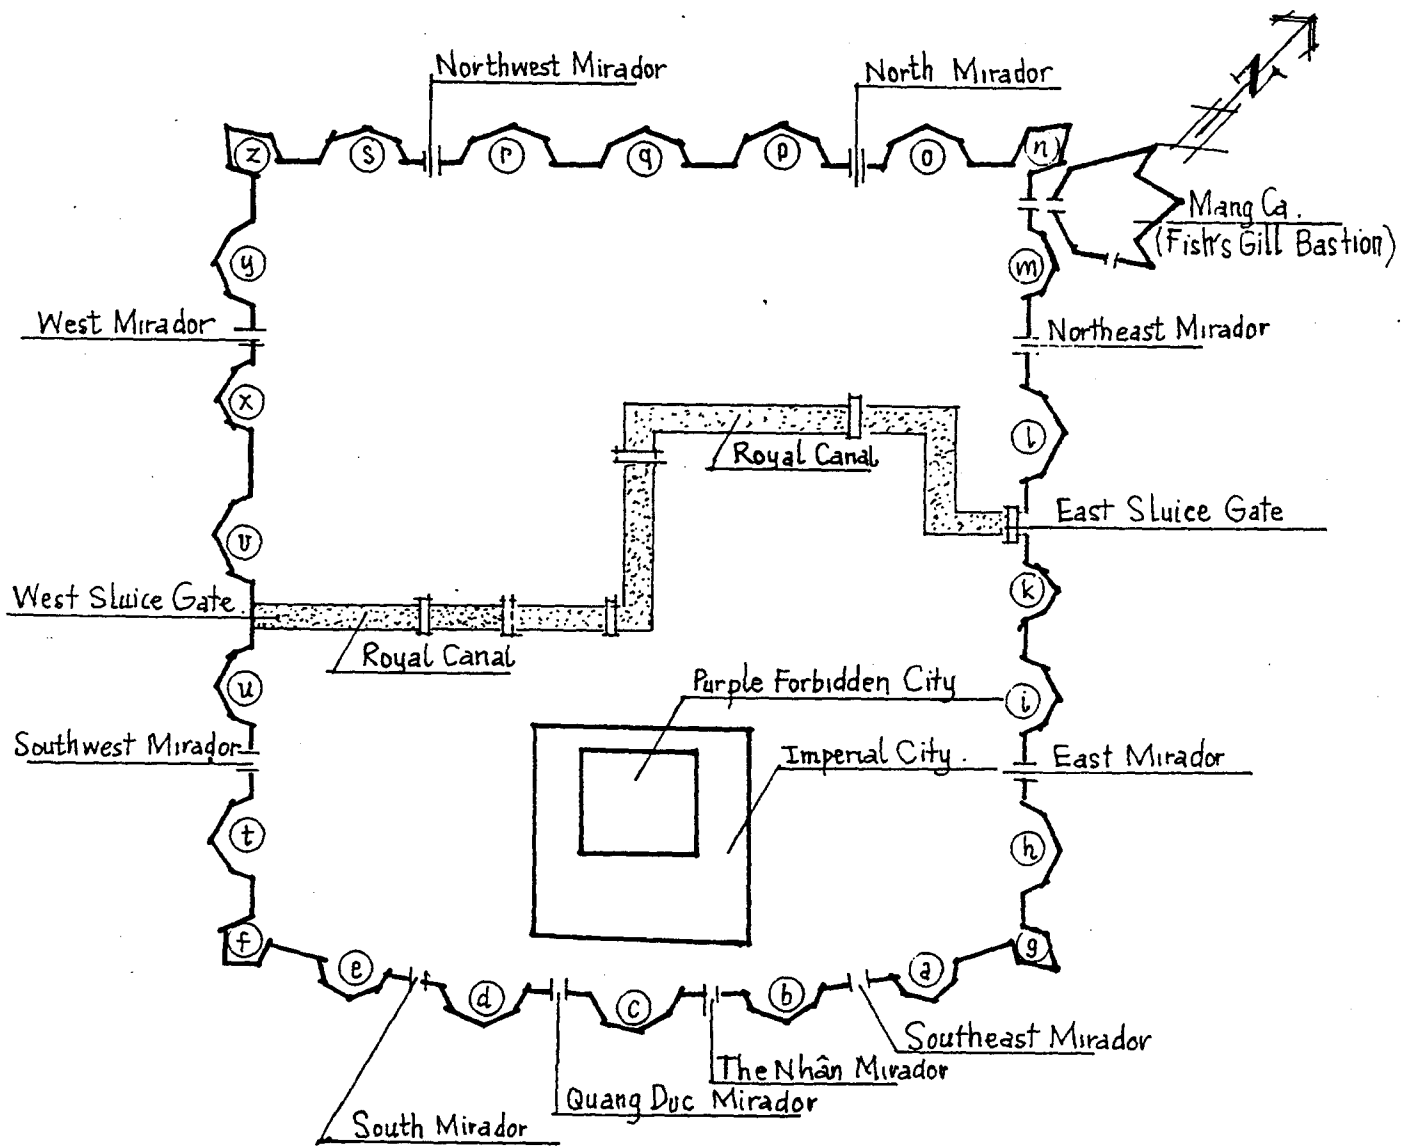 Northwest Mirador
North Mirador
N
z
s
r
q
p
o
n
Mang Ca.
(Fish's Gill Bastion)
y
m
West Mirador
Northeast Mirador
x
l
Royal Canal
East Sluice Gate
v
k
West Sluice Gate
Royal Canal
u
Purple Forbidden City
i
Southwest Mirador
Imperial City.
East Mirador
t
h
f
e
d
c
b
a
g
Southeast Mirador
The Nhân Mirador
Quang Duc Mirador
South Mirador